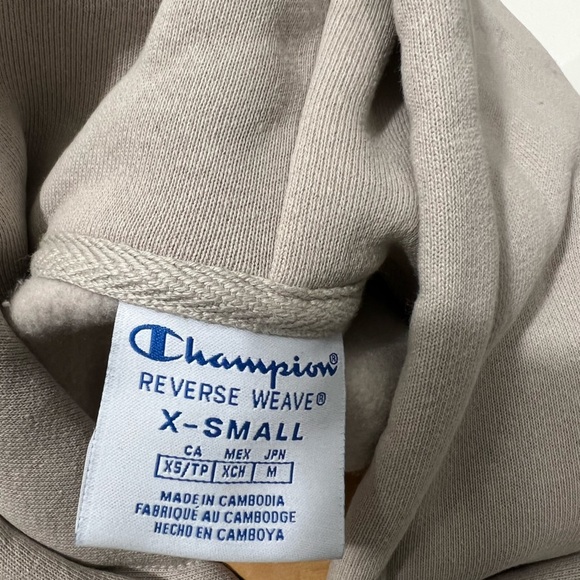 Champion®
REVERSE WEAVE®
X-SMALL
CA MEX JPN
XS/TP XCH M
MADE IN CAMBODIA
FABRIQUÉ AU CAMBODGE
HECHO EN CAMBOYA